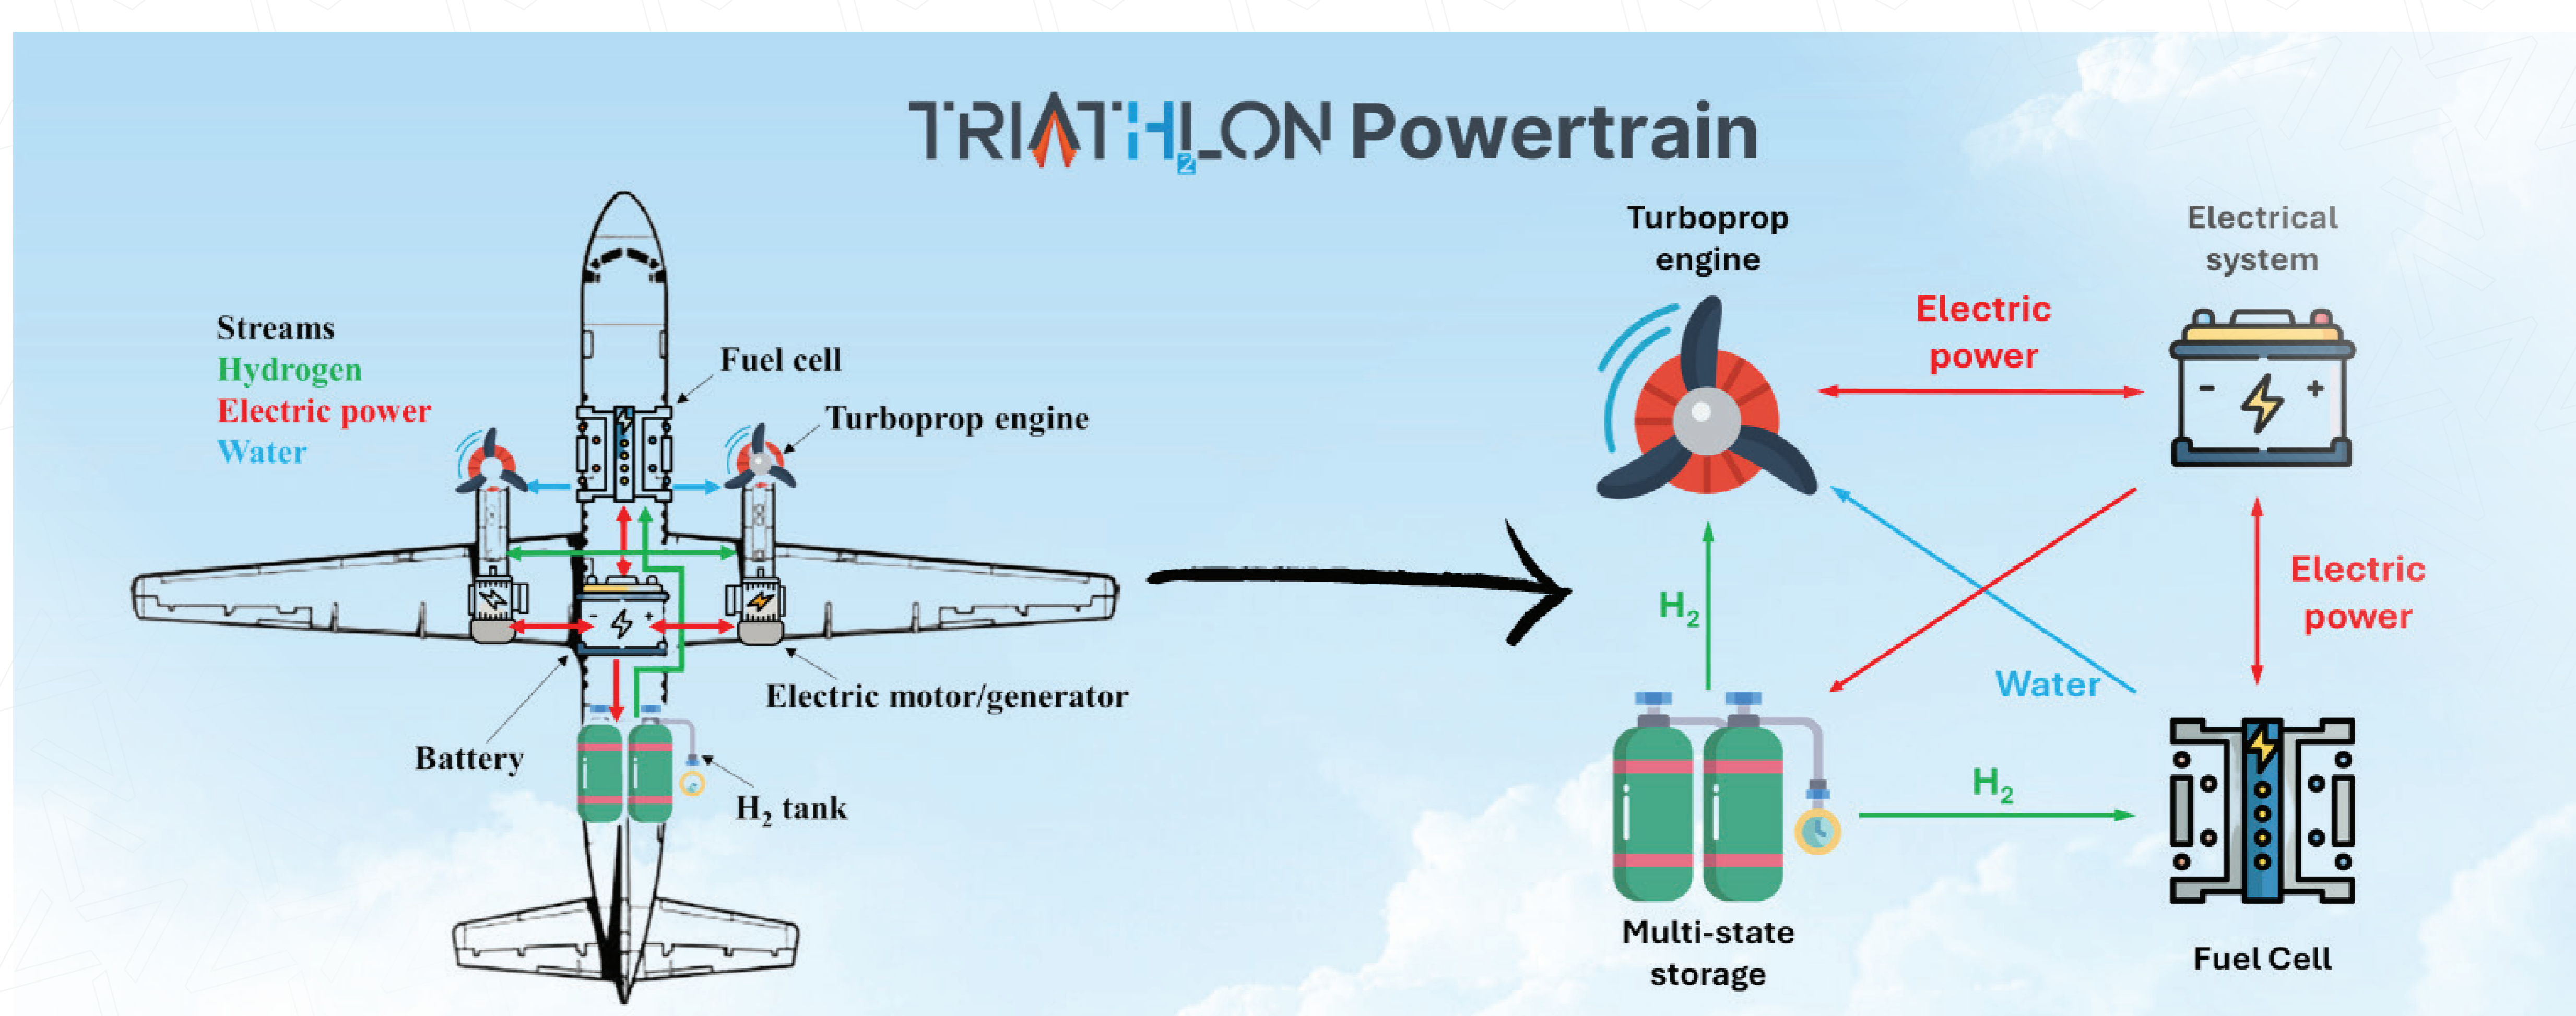 TRIATH2LON Powertrain
Streams
Hydrogen
Electric power
Water
Fuel cell
Turboprop engine
Electric motor/generator
Battery
H2 tank
Turboprop
engine
Electrical
system
Electric
power
H2
Electric
power
Water
H2
Multi-state
storage
Fuel Cell